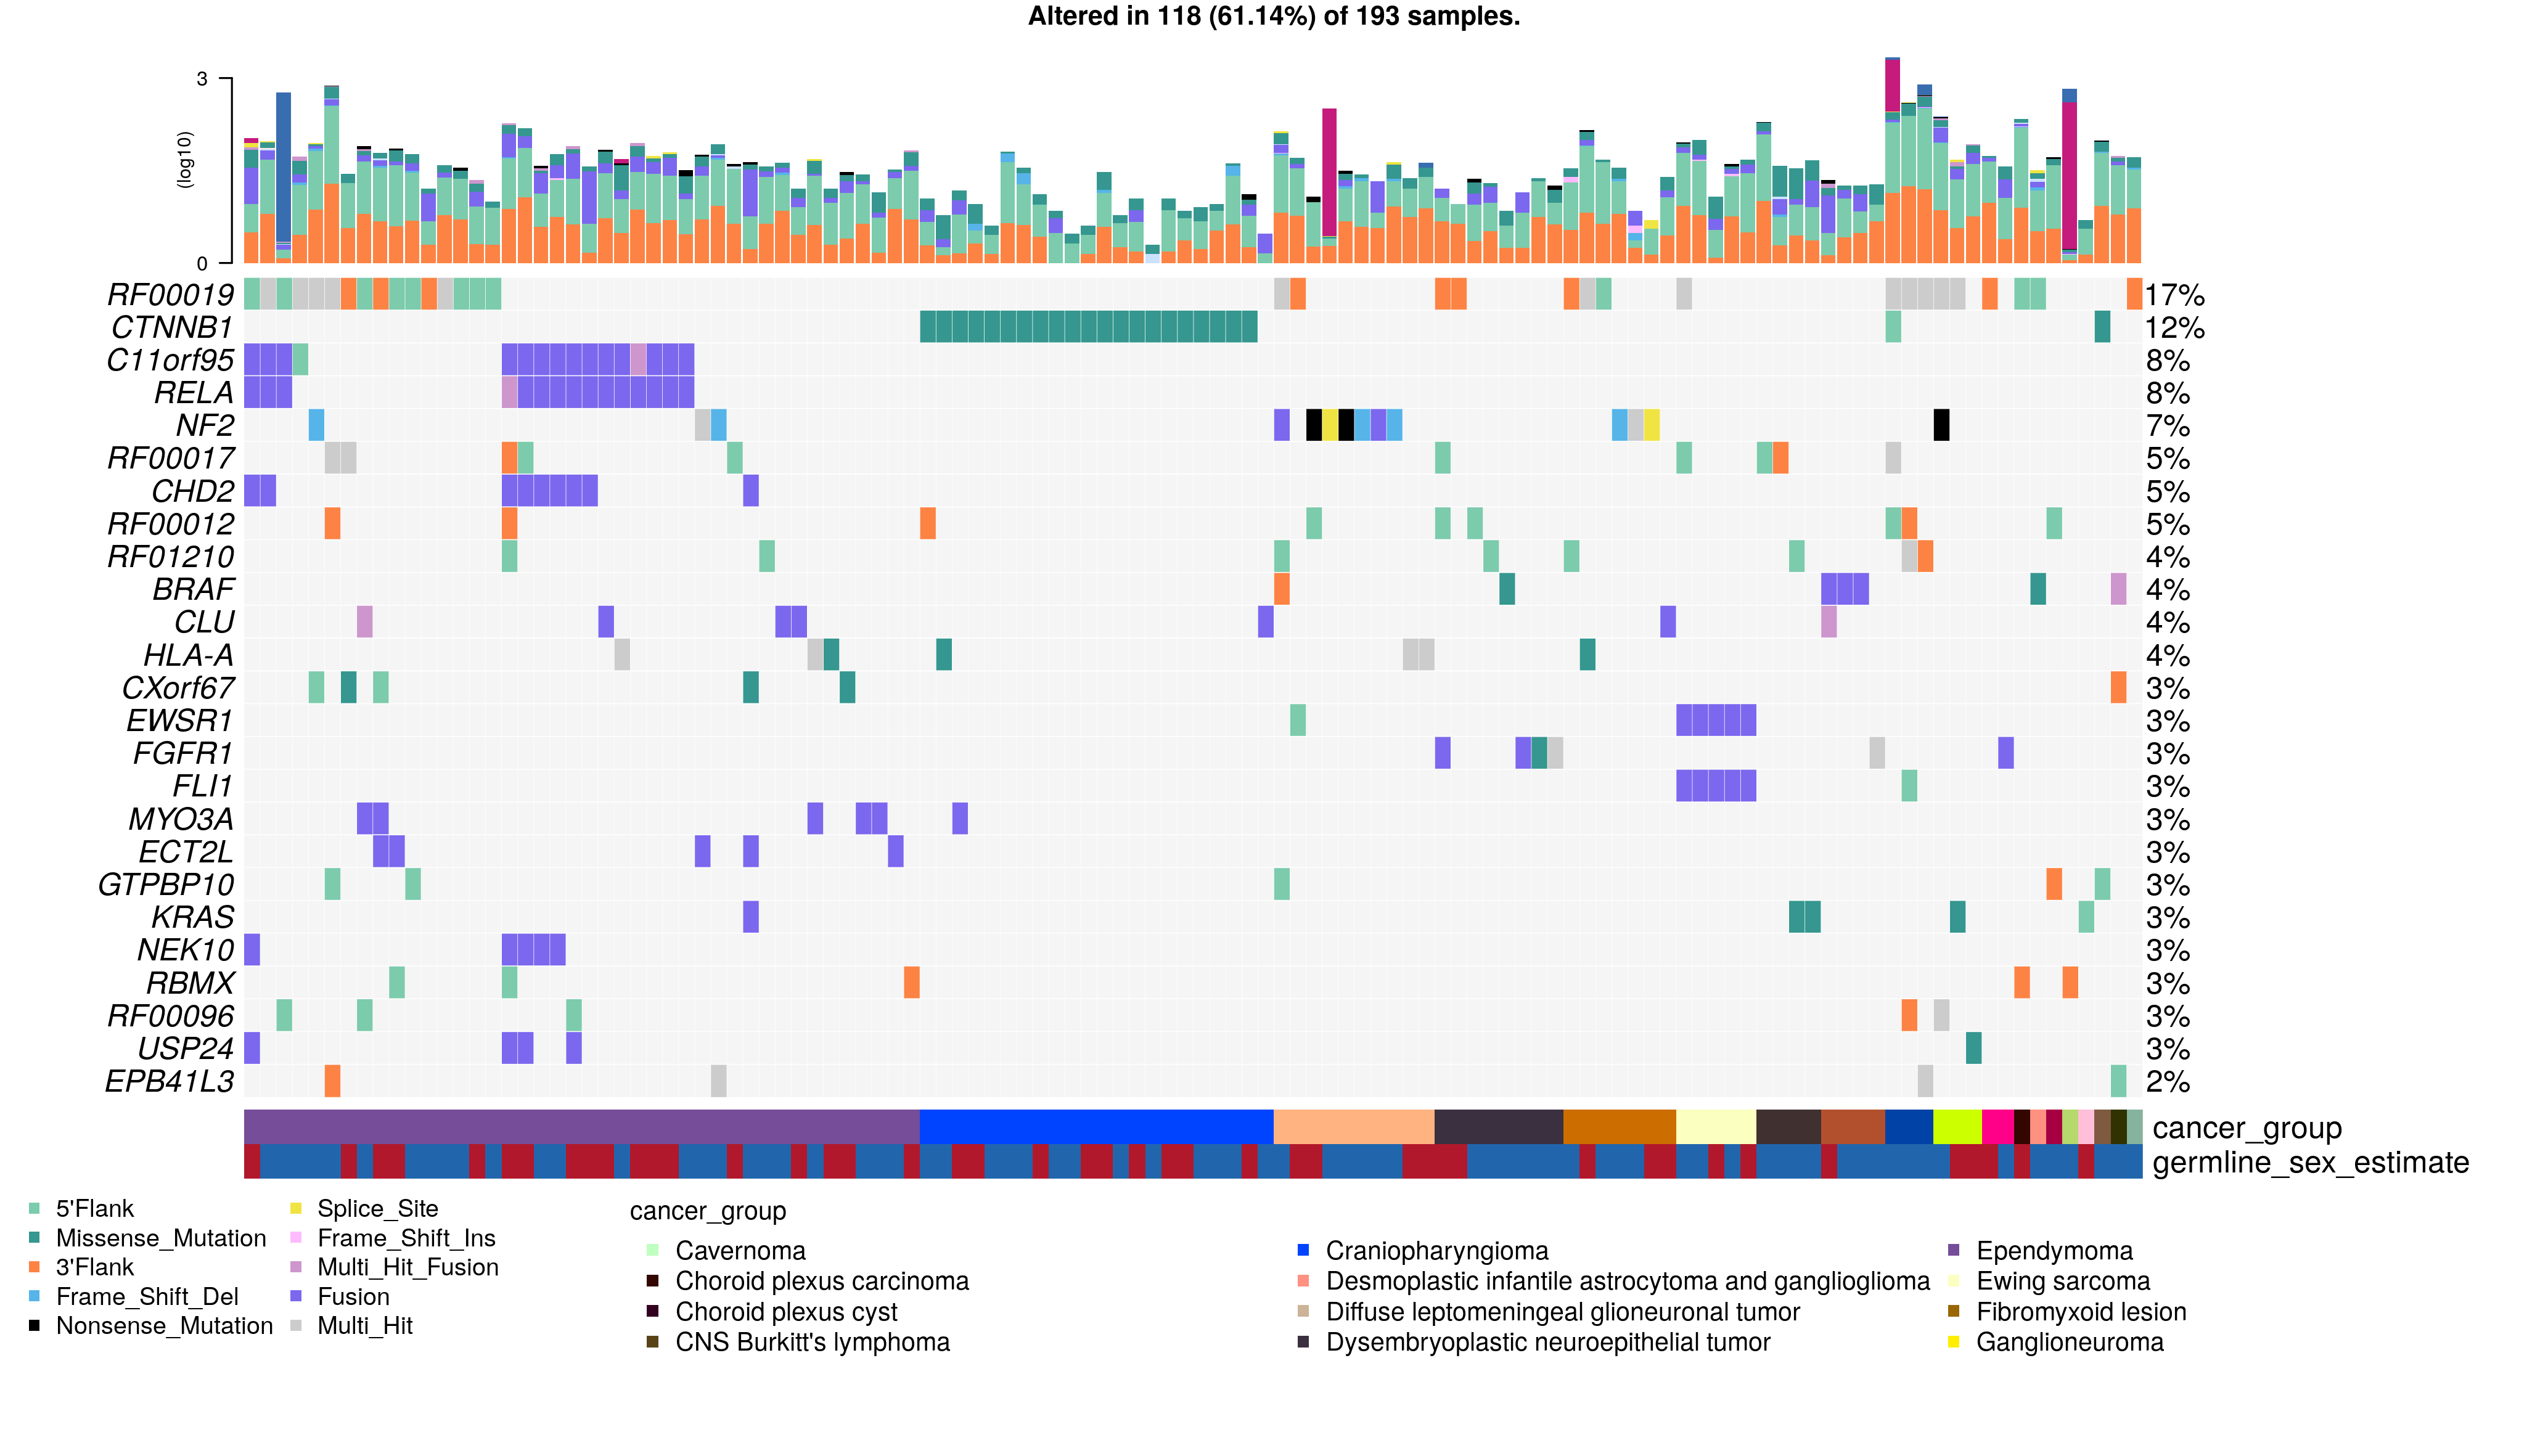 Altered in 118 (61.14%) of 193 samples.
3
(log10)
0
RF00019 17%
CTNNB1 12%
C11orf95 8%
RELA 8%
NF2 7%
RF00017 5%
CHD2 5%
RF00012 5%
RF01210 4%
BRAF 4%
CLU 4%
HLA-A 4%
CXorf67 3%
EWSR1 3%
FGFR1 3%
FLI1 3%
MYO3A 3%
ECT2L 3%
GTPBP10 3%
KRAS 3%
NEK10 3%
RBMX 3%
RF00096 3%
USP24 3%
EPB41L3 2%
cancer_group
germline_sex_estimate
5'Flank
Missense_Mutation
3'Flank
Frame_Shift_Del
Nonsense_Mutation
Splice_Site
Frame_Shift_Ins
Multi_Hit_Fusion
Fusion
Multi_Hit
cancer_group
Cavernoma
Choroid plexus carcinoma
Choroid plexus cyst
CNS Burkitt's lymphoma
Craniopharyngioma
Desmoplastic infantile astrocytoma and ganglioglioma
Diffuse leptomeningeal glioneuronal tumor
Dysembryoplastic neuroepithelial tumor
Ependymoma
Ewing sarcoma
Fibromyxoid lesion
Ganglioneuroma